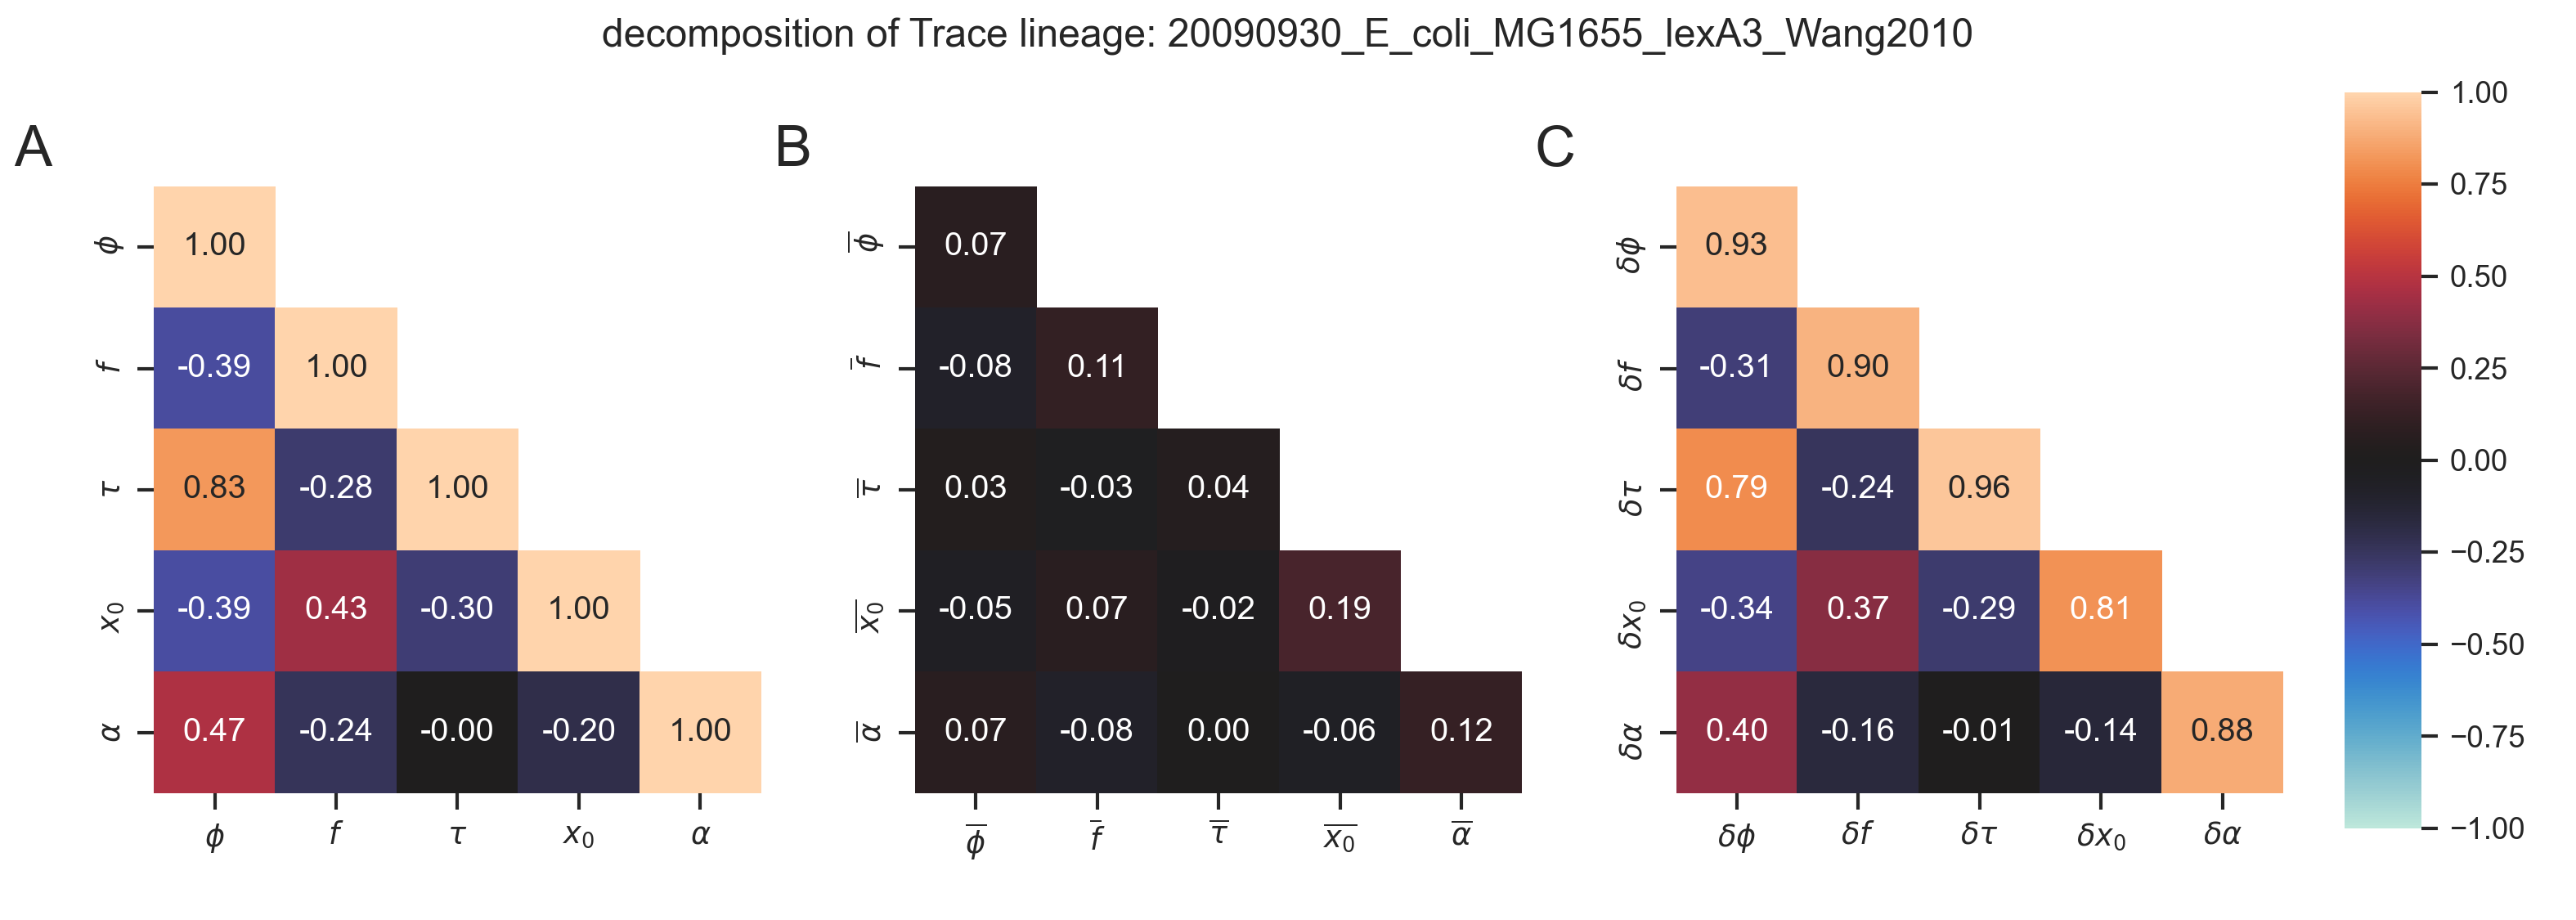 decomposition of Trace lineage: 20090930_E_coli_MG1655_lexA3_Wang2010
A
ϕ 1.00
f -0.39 1.00
τ 0.83 -0.28 1.00
x₀ -0.39 0.43 -0.30 1.00
α 0.47 -0.24 -0.00 -0.20 1.00
ϕ f τ x₀ α
B
ϕ̅ 0.07
f̅ -0.08 0.11
τ̅ 0.03 -0.03 0.04
x̅₀̅ -0.05 0.07 -0.02 0.19
α̅ 0.07 -0.08 0.00 -0.06 0.12
ϕ̅ f̅ τ̅ x̅₀̅ α̅
C
δϕ 0.93
δf -0.31 0.90
δτ 0.79 -0.24 0.96
δx₀ -0.34 0.37 -0.29 0.81
δα 0.40 -0.16 -0.01 -0.14 0.88
δϕ δf δτ δx₀ δα
1.00
0.75
0.50
0.25
0.00
−0.25
−0.50
−0.75
−1.00